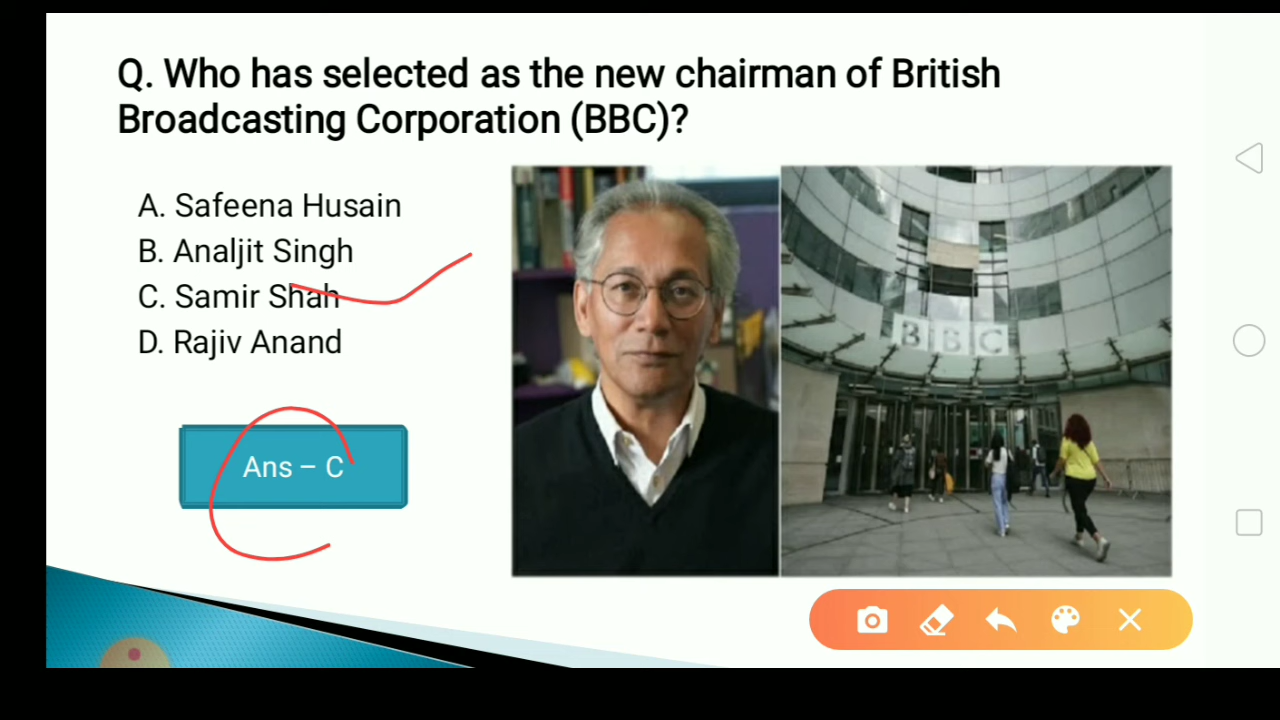 Q. Who has selected as the new chairman of British
Broadcasting Corporation (BBC)?
A. Safeena Husain
B. Analjit Singh
C. Samir Shah
D. Rajiv Anand
Ans – C
BBC